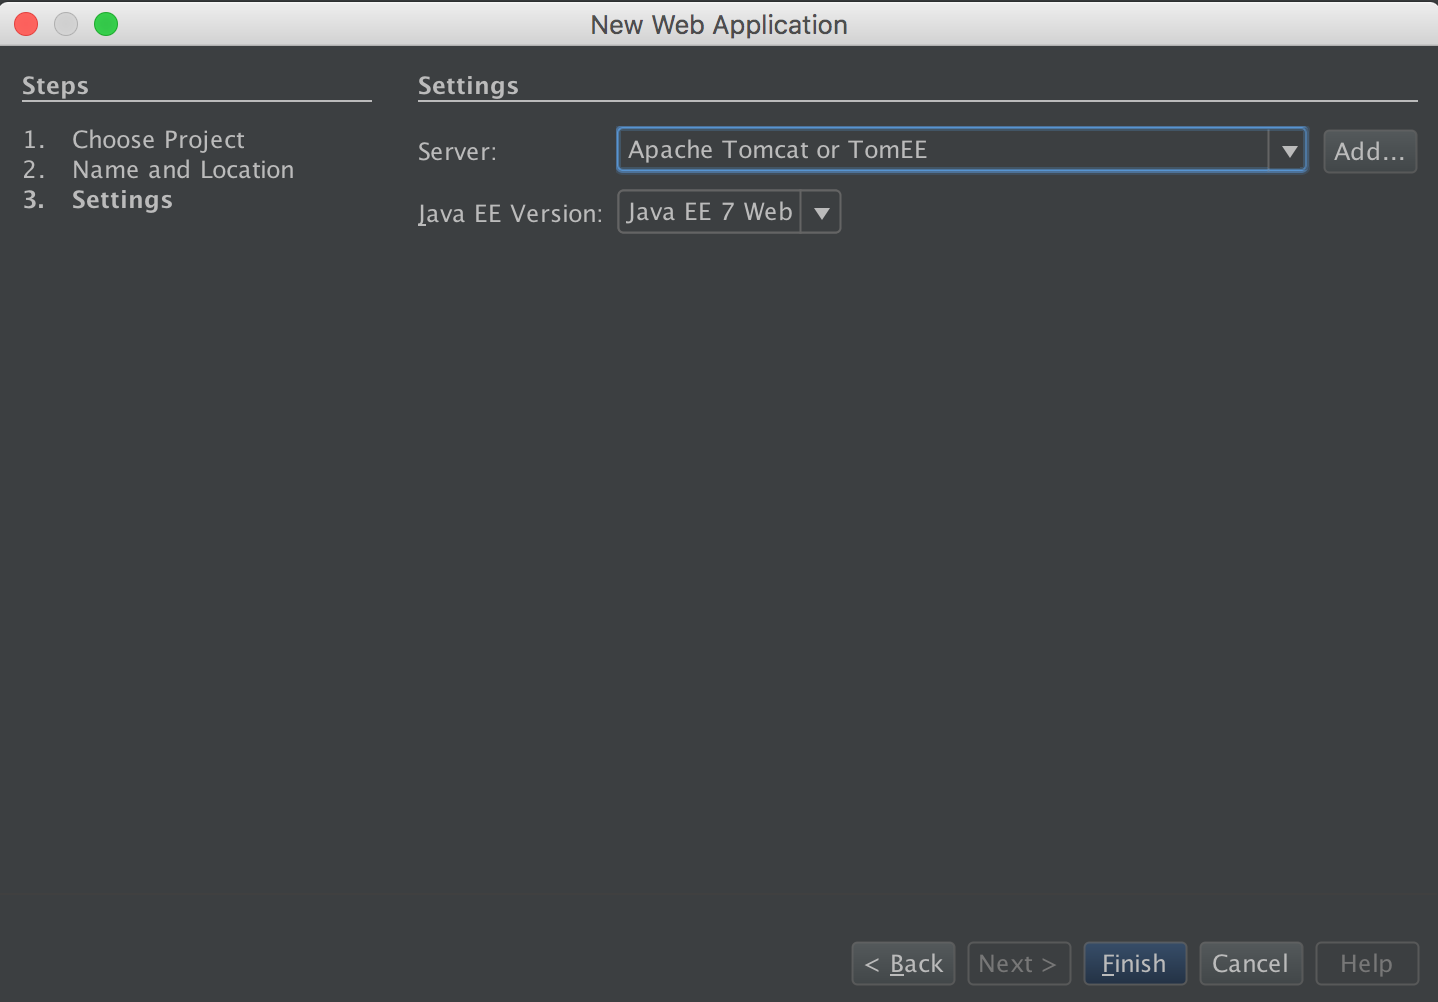 New Web Application
Steps
1. Choose Project
2. Name and Location
3. Settings
Settings
Server: Apache Tomcat or TomEE Add...
Java EE Version: Java EE 7 Web
< Back Next > Finish Cancel Help